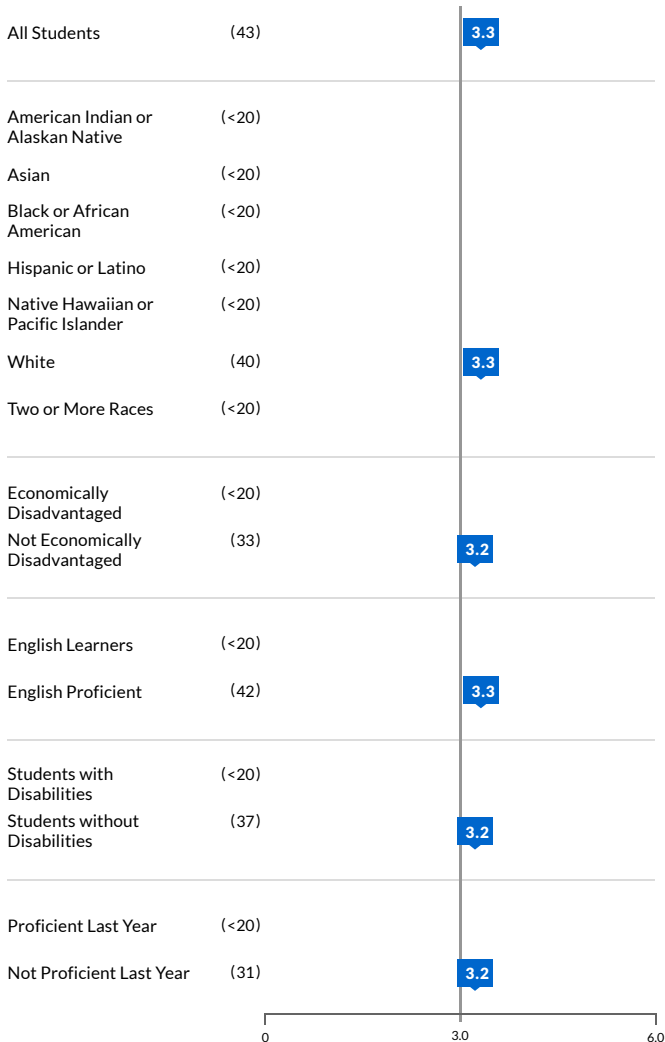 All Students (43) 3.3
American Indian or (<20)
Alaskan Native
Asian (<20)
Black or African (<20)
American
Hispanic or Latino (<20)
Native Hawaiian or (<20)
Pacific Islander
White (40) 3.3
Two or More Races (<20)
Economically (<20)
Disadvantaged
Not Economically (33) 3.2
Disadvantaged
English Learners (<20)
English Proficient (42) 3.3
Students with (<20)
Disabilities
Students without (37) 3.2
Disabilities
Proficient Last Year (<20)
Not Proficient Last Year (31) 3.2
0 3.0 6.0